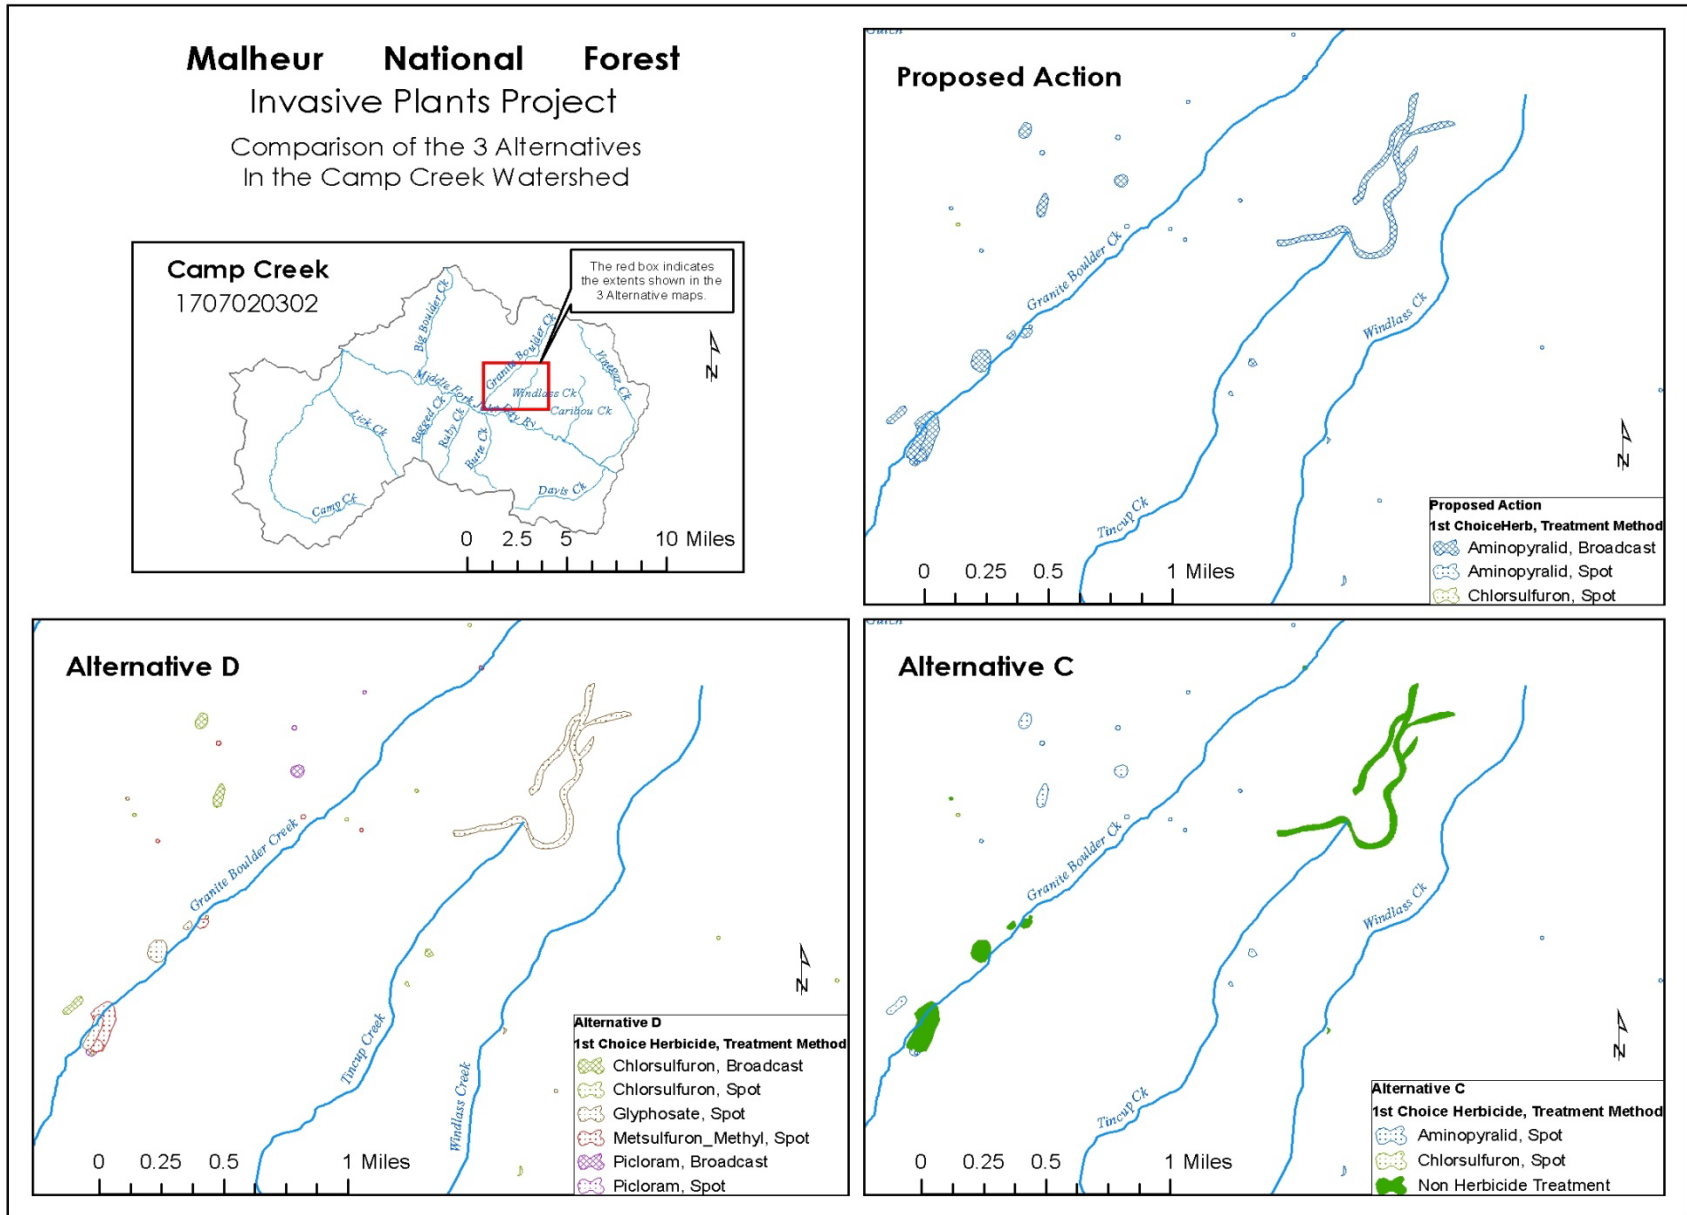 Malheur National Forest
Invasive Plants Project
Comparison of the 3 Alternatives
In the Camp Creek Watershed
Camp Creek
1707020302
The red box indicates
the extents shown in the
3 Alternative maps.
Big Boulder Ck
Granite Boulder Ck
Vinegar Ck
Middle Fork John Day Rv
Windlass Ck
Caribou Ck
Lick Ck
Ragged Ck
Ruby Ck
Butte Ck
Davis Ck
Camp Ck
N
0 2.5 5 10 Miles
Gulch
Proposed Action
Granite Boulder Ck
Windlass Ck
Tincup Ck
N
0 0.25 0.5 1 Miles
Proposed Action
1st ChoiceHerb, Treatment Method
Aminopyralid, Broadcast
Aminopyralid, Spot
Chlorsulfuron, Spot
Alternative D
Granite Boulder Creek
Tincup Creek
Windlass Creek
N
0 0.25 0.5 1 Miles
Alternative D
1st Choice Herbicide, Treatment Method
Chlorsulfuron, Broadcast
Chlorsulfuron, Spot
Glyphosate, Spot
Metsulfuron_Methyl, Spot
Picloram, Broadcast
Picloram, Spot
Gulch
Alternative C
Granite Boulder Ck
Windlass Ck
Tincup Ck
N
0 0.25 0.5 1 Miles
Alternative C
1st Choice Herbicide, Treatment Method
Aminopyralid, Spot
Chlorsulfuron, Spot
Non Herbicide Treatment